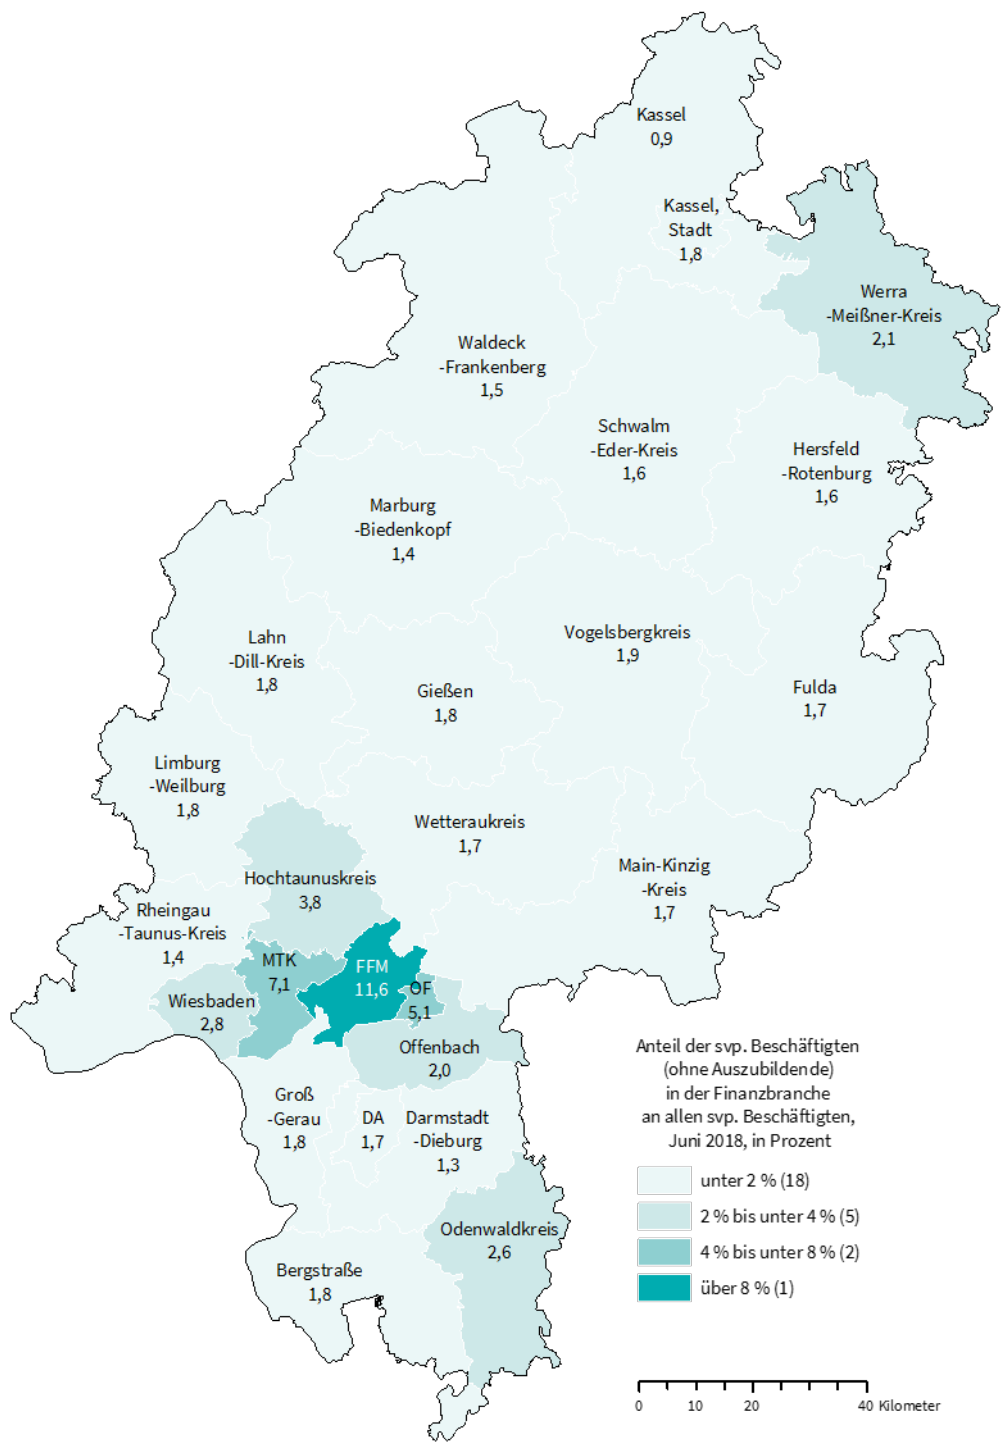 Kassel
0,9
Kassel,
Stadt
1,8
Werra
-Meißner-Kreis
2,1
Waldeck
-Frankenberg
1,5
Schwalm
-Eder-Kreis
1,6
Hersfeld
-Rotenburg
1,6
Marburg
-Biedenkopf
1,4
Lahn
-Dill-Kreis
1,8
Gießen
1,8
Vogelsbergkreis
1,9
Fulda
1,7
Limburg
-Weilburg
1,8
Wetteraukreis
1,7
Main-Kinzig
-Kreis
1,7
Hochtaunuskreis
3,8
Rheingau
-Taunus-Kreis
1,4
MTK
7,1
FFM
11,6
OF
5,1
Wiesbaden
2,8
Offenbach
2,0
Groß
-Gerau
1,8
DA
1,7
Darmstadt
-Dieburg
1,3
Odenwaldkreis
2,6
Bergstraße
1,8
Anteil der svp. Beschäftigten
(ohne Auszubildende)
in der Finanzbranche
an allen svp. Beschäftigten,
Juni 2018, in Prozent
unter 2 % (18)
2 % bis unter 4 % (5)
4 % bis unter 8 % (2)
über 8 % (1)
0 10 20 40 Kilometer